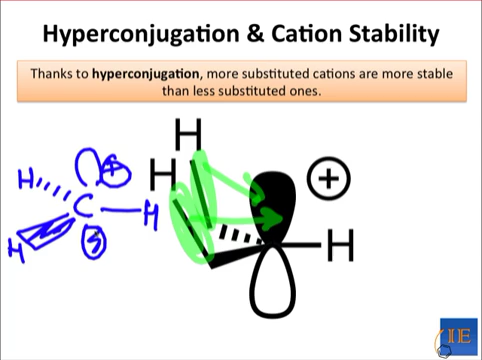 Hyperconjugation & Cation Stability
Thanks to hyperconjugation, more substituted cations are more stable
than less substituted ones.
H
H
+
H
H
+
C
H
H
IE